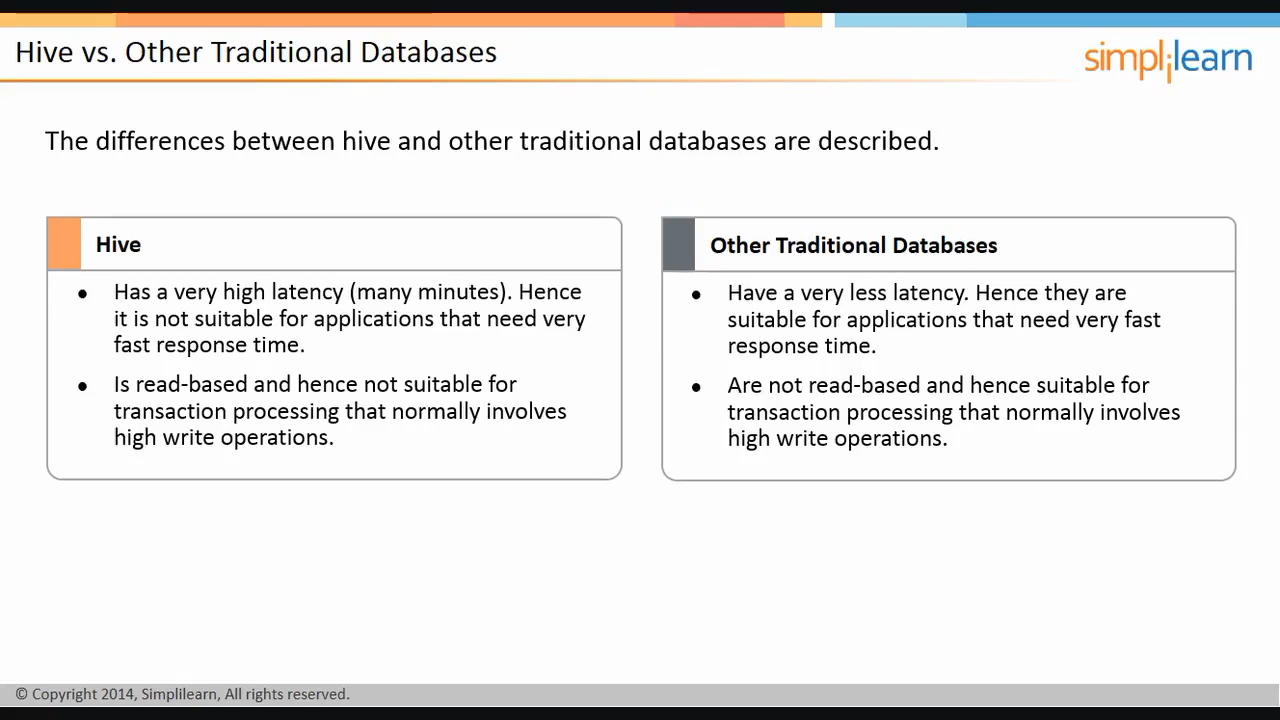 Hive vs. Other Traditional Databases
simplilearn
The differences between hive and other traditional databases are described.
Hive
• Has a very high latency (many minutes). Hence
it is not suitable for applications that need very
fast response time.
• Is read-based and hence not suitable for
transaction processing that normally involves
high write operations.
Other Traditional Databases
• Have a very less latency. Hence they are
suitable for applications that need very fast
response time.
• Are not read-based and hence suitable for
transaction processing that normally involves
high write operations.
© Copyright 2014, Simplilearn, All rights reserved.